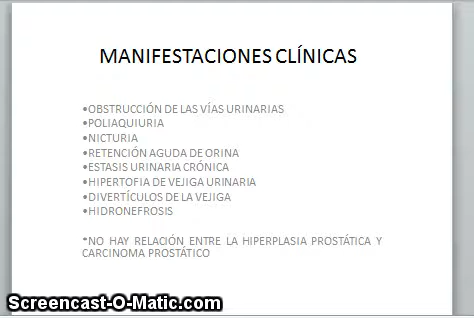 MANIFESTACIONES CLÍNICAS
•OBSTRUCCIÓN DE LAS VÍAS URINARIAS
•POLIAQUIURIA
•NICTURIA
•RETENCIÓN AGUDA DE ORINA
•ESTASIS URINARIA CRÓNICA
•HIPERTOFIA DE VEJIGA URINARIA
•DIVERTÍCULOS DE LA VEJIGA
•HIDRONEFROSIS
*NO HAY RELACIÓN ENTRE LA HIPERPLASIA PROSTÁTICA Y
CARCINOMA PROSTÁTICO
Screencast-O-Matic.com